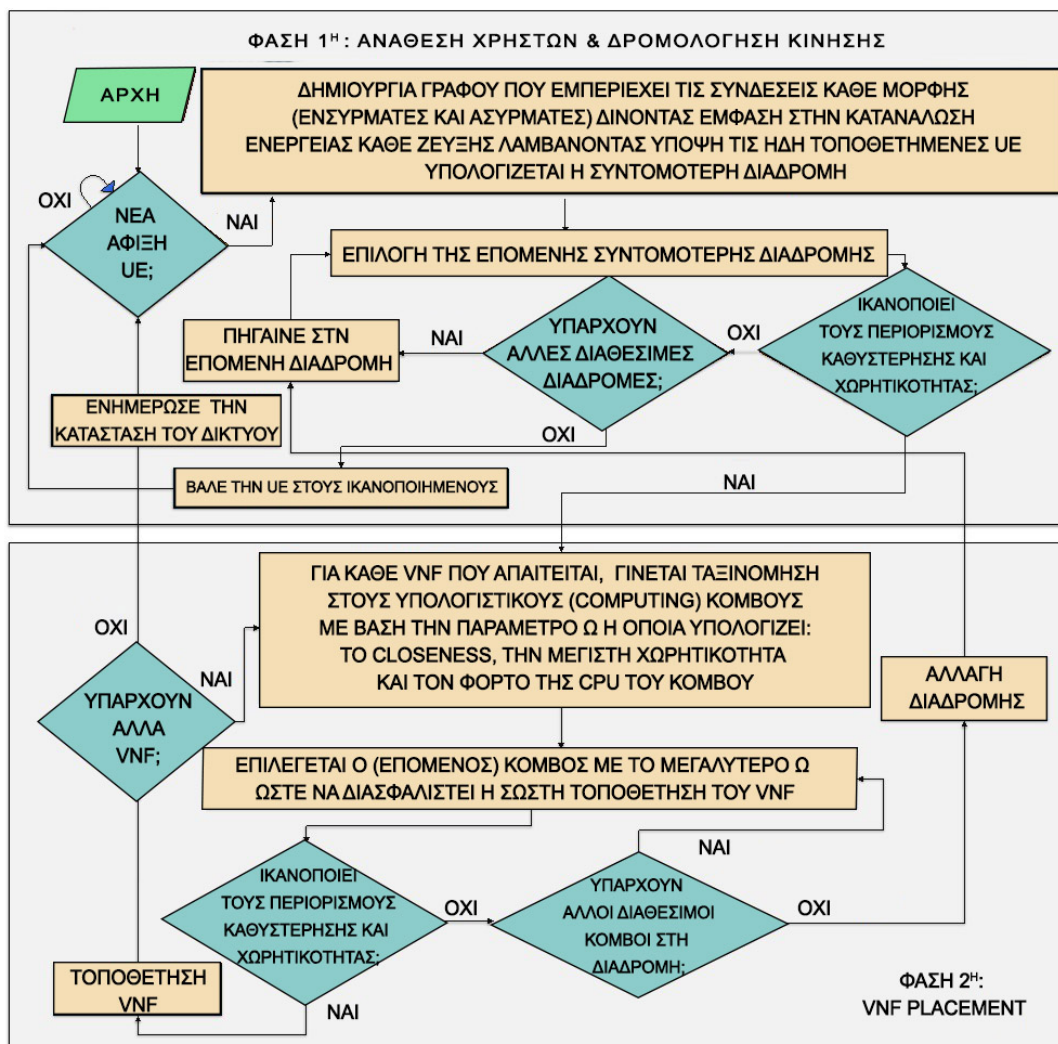 ΦΑΣΗ 1Η : ΑΝΑΘΕΣΗ ΧΡΗΣΤΩΝ & ΔΡΟΜΟΛΟΓΗΣΗ ΚΙΝΗΣΗΣ
ΑΡΧΗ
ΔΗΜΙΟΥΡΓΙΑ ΓΡΑΦΟΥ ΠΟΥ ΕΜΠΕΡΙΕΧΕΙ ΤΙΣ ΣΥΝΔΕΣΕΙΣ ΚΑΘΕ ΜΟΡΦΗΣ
(ΕΝΣΥΡΜΑΤΕΣ ΚΑΙ ΑΣΥΡΜΑΤΕΣ) ΔΙΝΟΝΤΑΣ ΕΜΦΑΣΗ ΣΤΗΝ ΚΑΤΑΝΑΛΩΣΗ
ΕΝΕΡΓΕΙΑΣ ΚΑΘΕ ΖΕΥΞΗΣ ΛΑΜΒΑΝΟΝΤΑΣ ΥΠΟΨΗ ΤΙΣ ΗΔΗ ΤΟΠΟΘΕΤΗΜΕΝΕΣ UE
ΥΠΟΛΟΓΙΖΕΤΑΙ Η ΣΥΝΤΟΜΟΤΕΡΗ ΔΙΑΔΡΟΜΗ
ΟΧΙ
ΝΕΑ
ΑΦΙΞΗ
UE;
ΝΑΙ
ΕΠΙΛΟΓΗ ΤΗΣ ΕΠΟΜΕΝΗΣ ΣΥΝΤΟΜΟΤΕΡΗΣ ΔΙΑΔΡΟΜΗΣ
ΙΚΑΝΟΠΟΙΕΙ
ΤΟΥΣ ΠΕΡΙΟΡΙΣΜΟΥΣ
ΚΑΘΥΣΤΕΡΗΣΗΣ ΚΑΙ
ΧΩΡΗΤΙΚΟΤΗΤΑΣ;
ΟΧΙ
ΥΠΑΡΧΟΥΝ
ΑΛΛΕΣ ΔΙΑΘΕΣΙΜΕΣ
ΔΙΑΔΡΟΜΕΣ;
ΝΑΙ
ΠΗΓΑΙΝΕ ΣΤΝ
ΕΠΟΜΕΝΗ ΔΙΑΔΡΟΜΗ
ΕΝΗΜΕΡΩΣΕ ΤΗΝ
ΚΑΤΑΣΤΑΣΗ ΤΟΥ ΔΙΚΤΥΟΥ
ΟΧΙ
ΒΑΛΕ ΤΗΝ UE ΣΤΟΥΣ ΙΚΑΝΟΠΟΙΗΜΕΝΟΥΣ
ΝΑΙ
ΓΙΑ ΚΑΘΕ VNF ΠΟΥ ΑΠΑΙΤΕΙΤΑΙ, ΓΙΝΕΤΑΙ ΤΑΞΙΝΟΜΗΣΗ
ΣΤΟΥΣ ΥΠΟΛΟΓΙΣΤΙΚΟΥΣ (COMPUTING) ΚΟΜΒΟΥΣ
ΜΕ ΒΑΣΗ ΤΗΝ ΠΑΡΑΜΕΤΡΟ Ω Η ΟΠΟΙΑ ΥΠΟΛΟΓΙΖΕΙ:
ΤΟ CLOSENESS, ΤΗΝ ΜΕΓΙΣΤΗ ΧΩΡΗΤΙΚΟΤΗΤΑ
ΚΑΙ ΤΟΝ ΦΟΡΤΟ ΤΗΣ CPU ΤΟΥ ΚΟΜΒΟΥ
ΟΧΙ
ΝΑΙ
ΥΠΑΡΧΟΥΝ
ΑΛΛΑ
VNF;
ΑΛΛΑΓΗ
ΔΙΑΔΡΟΜΗΣ
ΕΠΙΛΕΓΕΤΑΙ Ο (ΕΠΟΜΕΝΟΣ) ΚΟΜΒΟΣ ΜΕ ΤΟ ΜΕΓΑΛΥΤΕΡΟ Ω
ΩΣΤΕ ΝΑ ΔΙΑΣΦΑΛΙΣΤΕΙ Η ΣΩΣΤΗ ΤΟΠΟΘΕΤΗΣΗ ΤΟΥ VNF
ΝΑΙ
ΙΚΑΝΟΠΟΙΕΙ
ΤΟΥΣ ΠΕΡΙΟΡΙΣΜΟΥΣ
ΚΑΘΥΣΤΕΡΗΣΗΣ ΚΑΙ
ΧΩΡΗΤΙΚΟΤΗΤΑΣ;
ΟΧΙ
ΥΠΑΡΧΟΥΝ
ΑΛΛΟΙ ΔΙΑΘΕΣΙΜΟΙ
ΚΟΜΒΟΙ ΣΤΗ
ΔΙΑΔΡΟΜΗ;
ΟΧΙ
ΤΟΠΟΘΕΤΗΣΗ
VNF
ΝΑΙ
ΦΑΣΗ 2Η:
VNF PLACEMENT